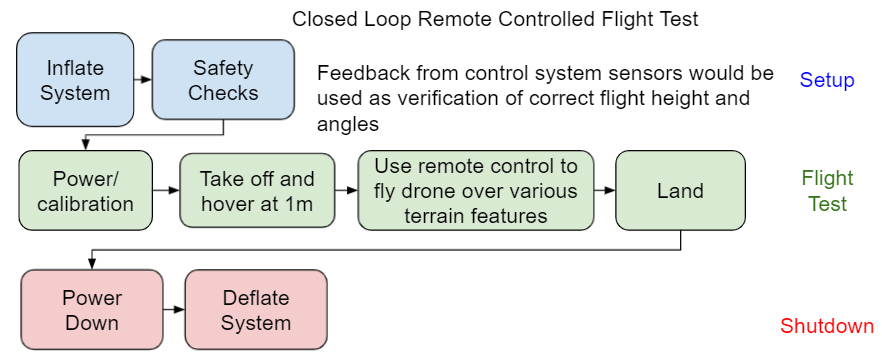 Closed Loop Remote Controlled Flight Test
Inflate
System
Safety
Checks
Feedback from control system sensors would be
used as verification of correct flight height and
angles
Setup
Power/
calibration
Take off and
hover at 1m
Use remote control to
fly drone over various
terrain features
Land
Flight
Test
Power
Down
Deflate
System
Shutdown